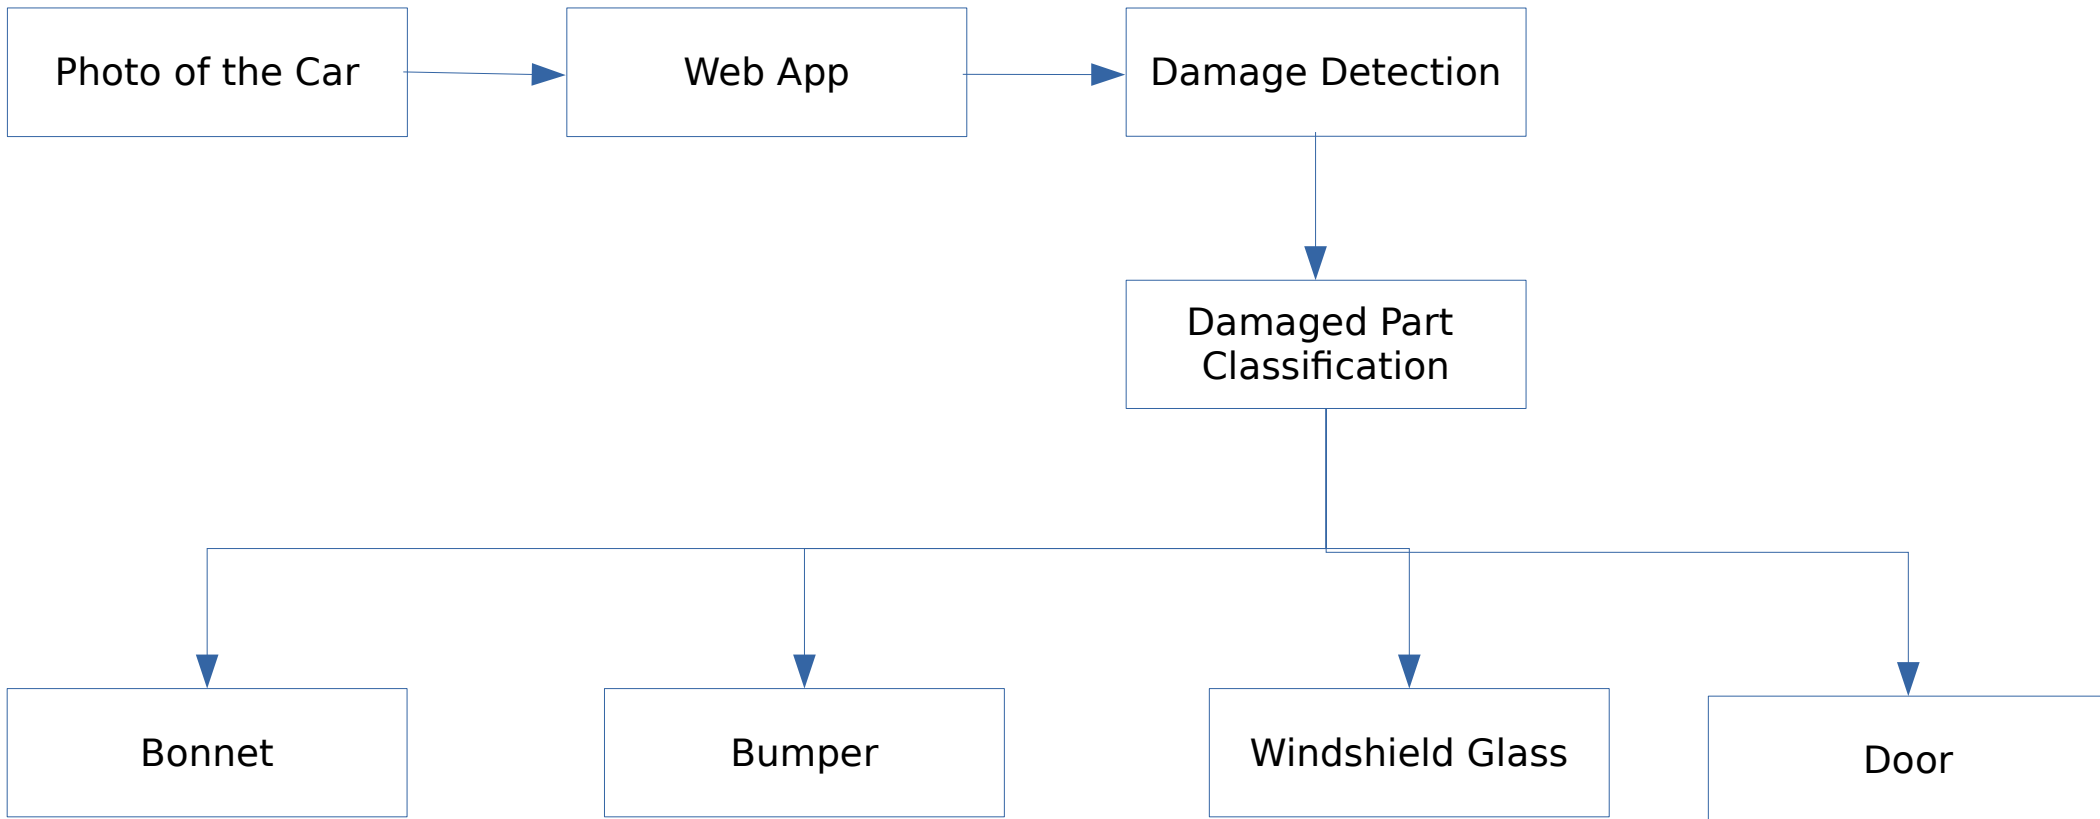 Photo of the Car
Web App
Damage Detection
Damaged Part
Classification
Bonnet
Bumper
Windshield Glass
Door